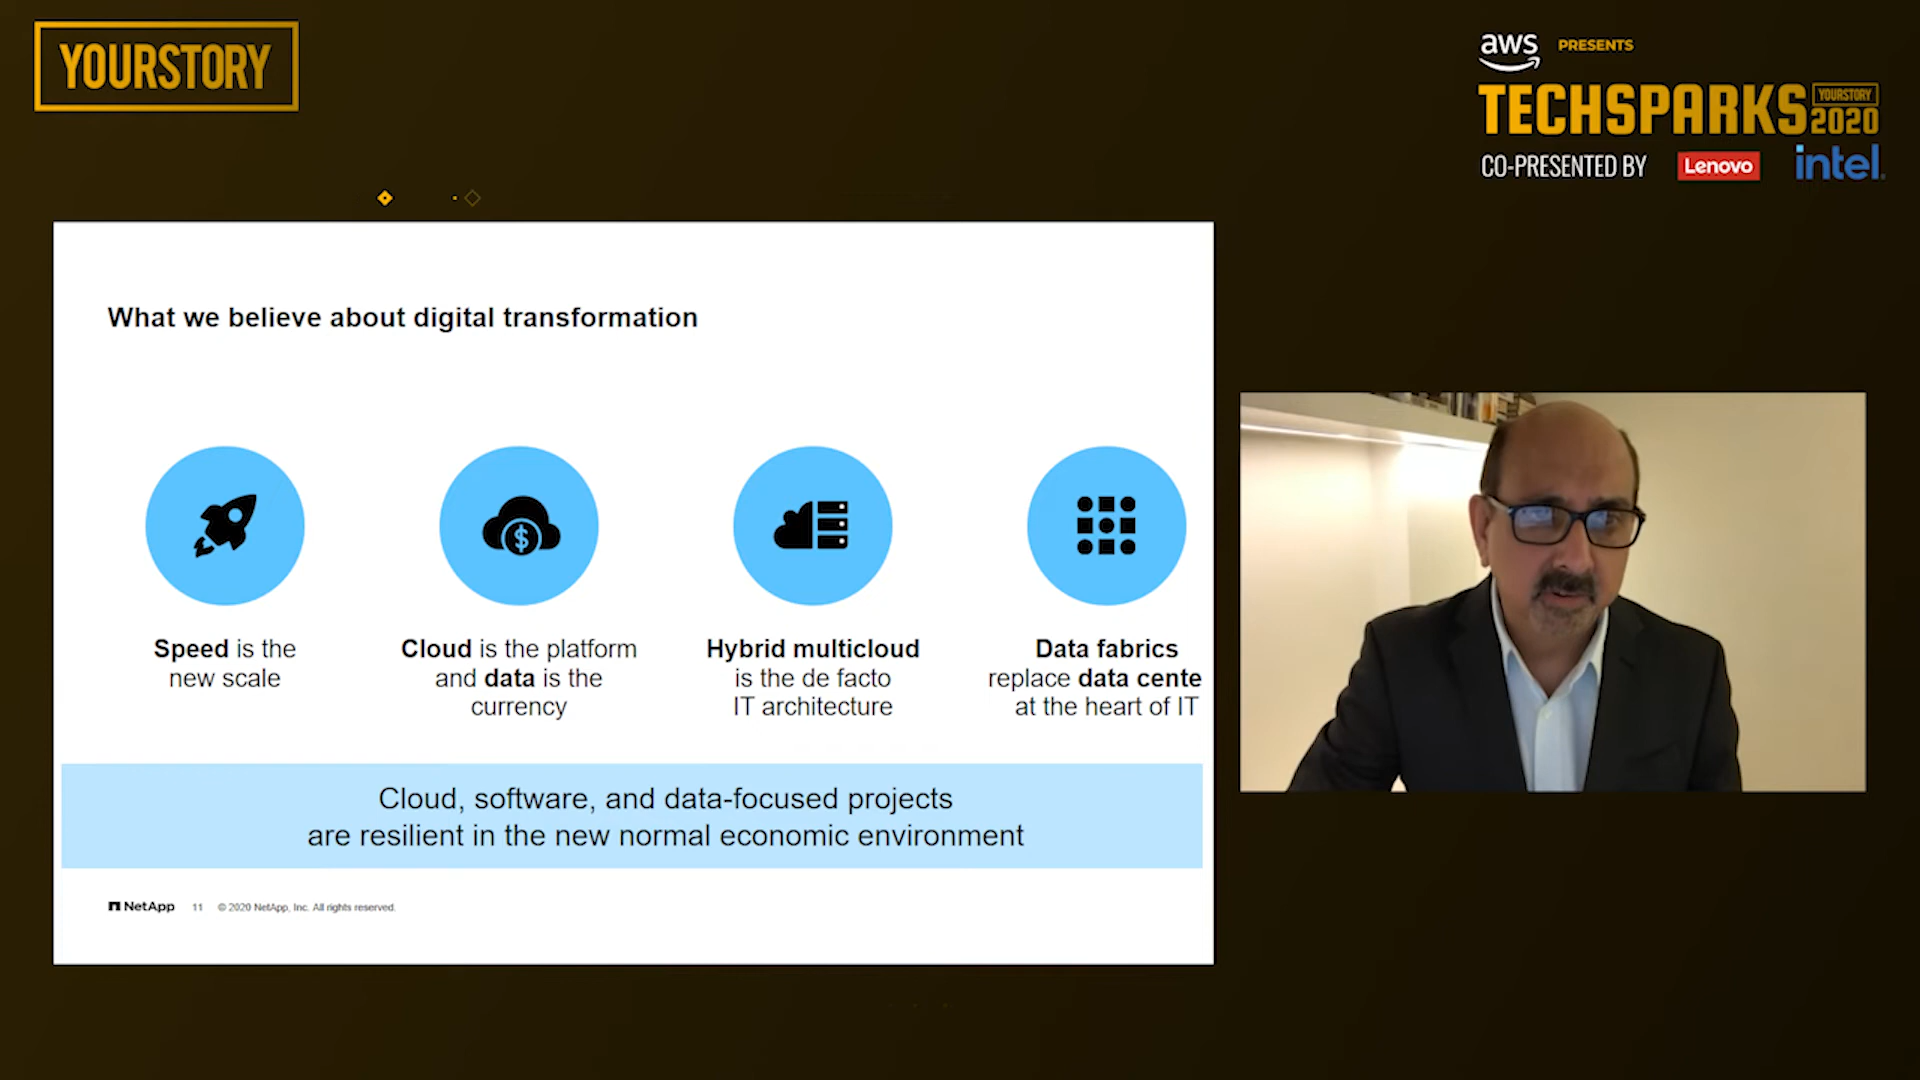 YOURSTORY
aws PRESENTS
TECHSPARKS YOURSTORY 2020
CO-PRESENTED BY Lenovo intel.
What we believe about digital transformation
$
Speed is the
new scale
Cloud is the platform
and data is the
currency
Hybrid multicloud
is the de facto
IT architecture
Data fabrics
replace data cente
at the heart of IT
Cloud, software, and data-focused projects
are resilient in the new normal economic environment
NetApp 11 © 2020 NetApp, Inc. All rights reserved.